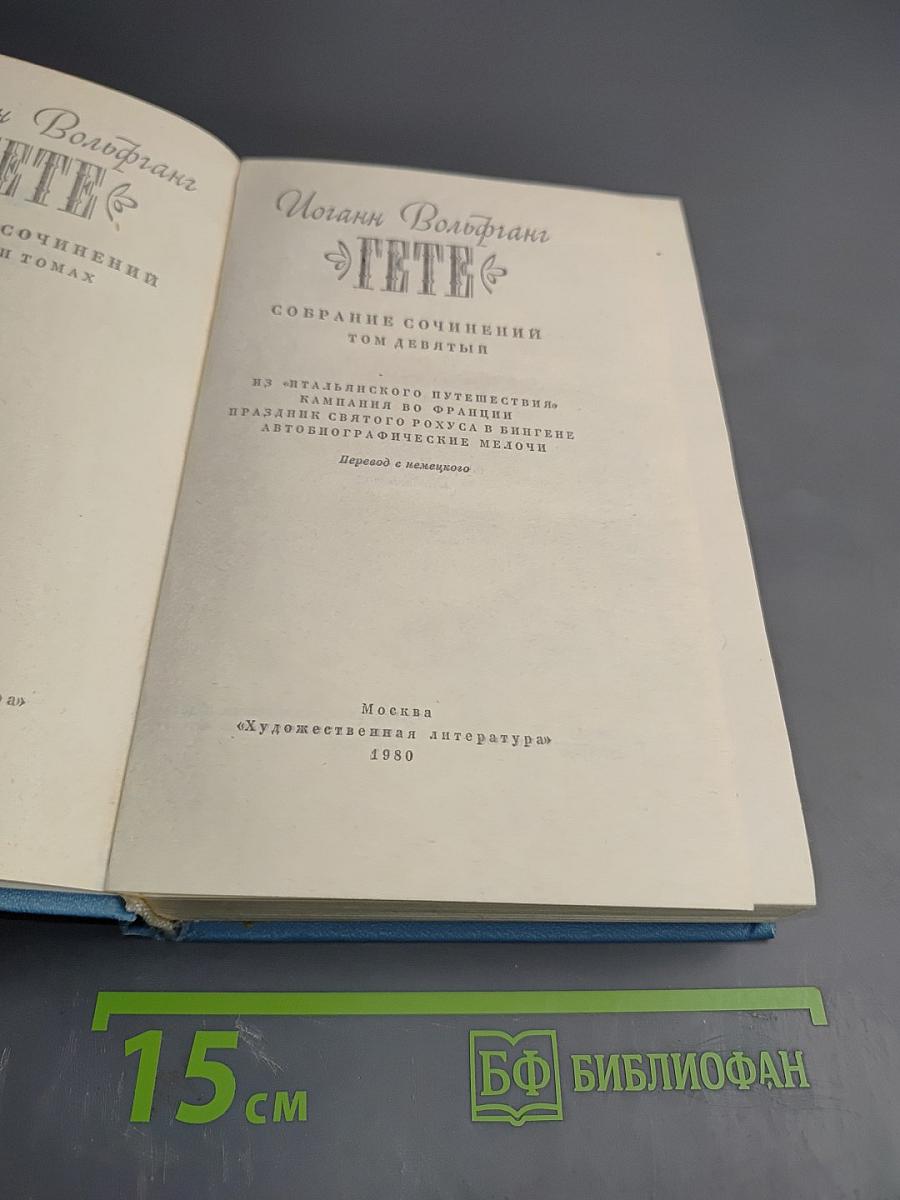 Вольфганг
ЕТЕ
СОЧИНЕНИЙ
И ТОМАХ
а»
Иоганн Вольфганг
ГЕТЕ
СОБРАНИЕ СОЧИНЕНИЙ
ТОМ ДЕВЯТЫЙ
ИЗ «ИТАЛЬЯНСКОГО ПУТЕШЕСТВИЯ»
КАМПАНИЯ ВО ФРАНЦИИ
ПРАЗДНИК СВЯТОГО РОХУСА В БИНГЕНЕ
АВТОБИОГРАФИЧЕСКИЕ МЕЛОЧИ
Перевод с немецкого
Москва
«Художественная литература»
1980
15 см
БФ БИБЛИОФАН